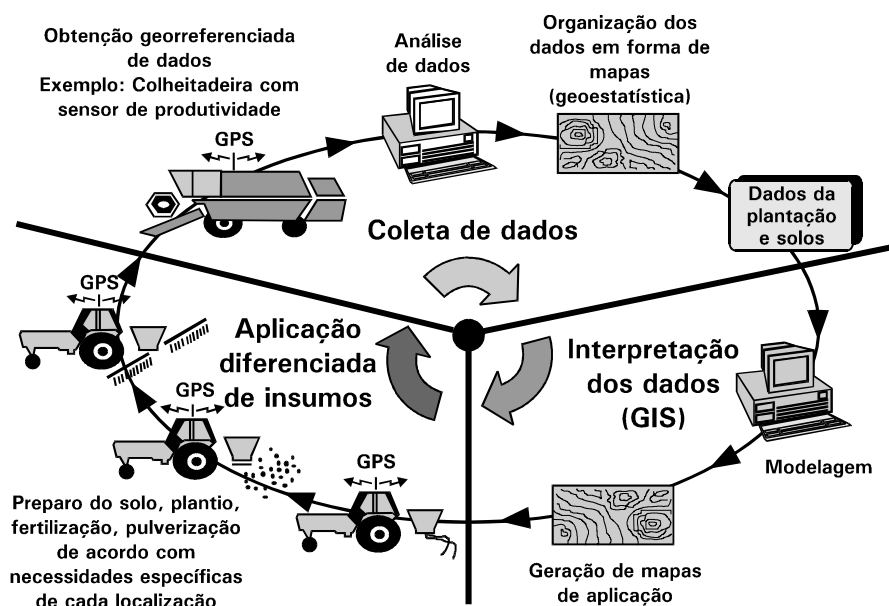 Obtenção georreferenciada
de dados
Exemplo: Colheitadeira com
sensor de produtividade
GPS
Análise
de dados
Organização dos
dados em forma de
mapas
(geoestatística)
Dados da
plantação
e solos
Coleta de dados
Interpretação
dos dados
(GIS)
Modelagem
Geração de mapas
de aplicação
Aplicação
diferenciada
de insumos
GPS
GPS
GPS
Preparo do solo, plantio,
fertilização, pulverização
de acordo com
necessidades específicas
de cada localização